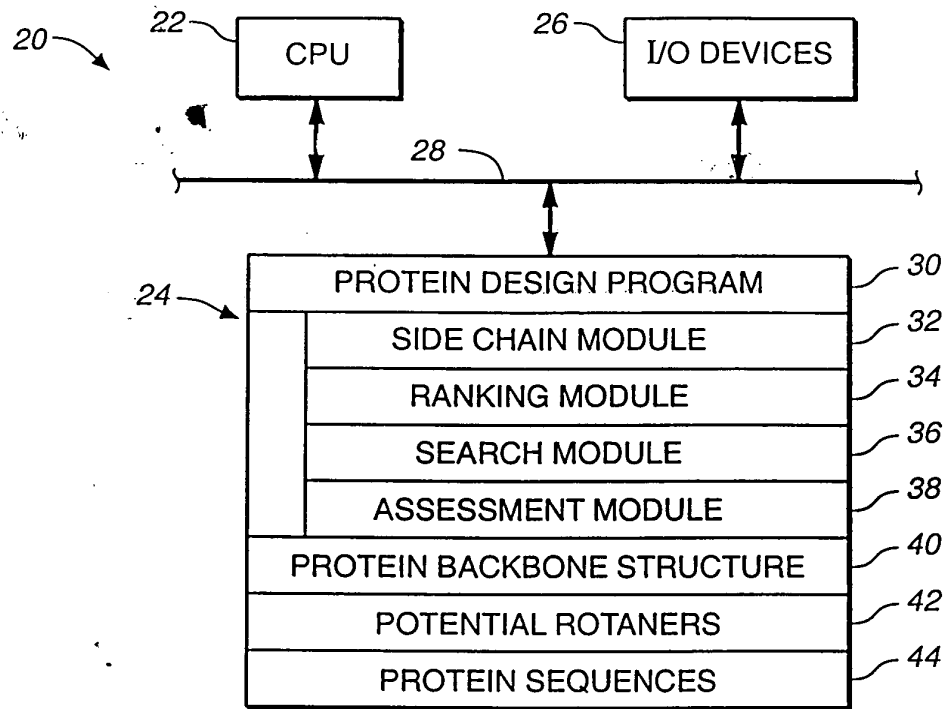 20
22
CPU
26
I/O DEVICES
28
24
PROTEIN DESIGN PROGRAM
30
SIDE CHAIN MODULE
32
RANKING MODULE
34
SEARCH MODULE
36
ASSESSMENT MODULE
38
PROTEIN BACKBONE STRUCTURE
40
POTENTIAL ROTANERS
42
PROTEIN SEQUENCES
44